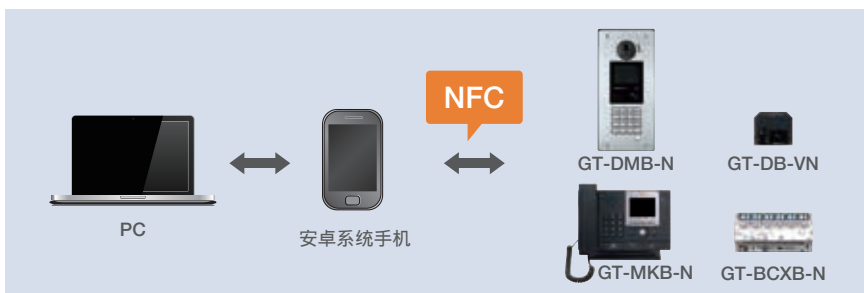 NFC
GT-DMB-N
GT-DB-VN
PC
安卓系统手机
GT-MKB-N
GT-BCXB-N